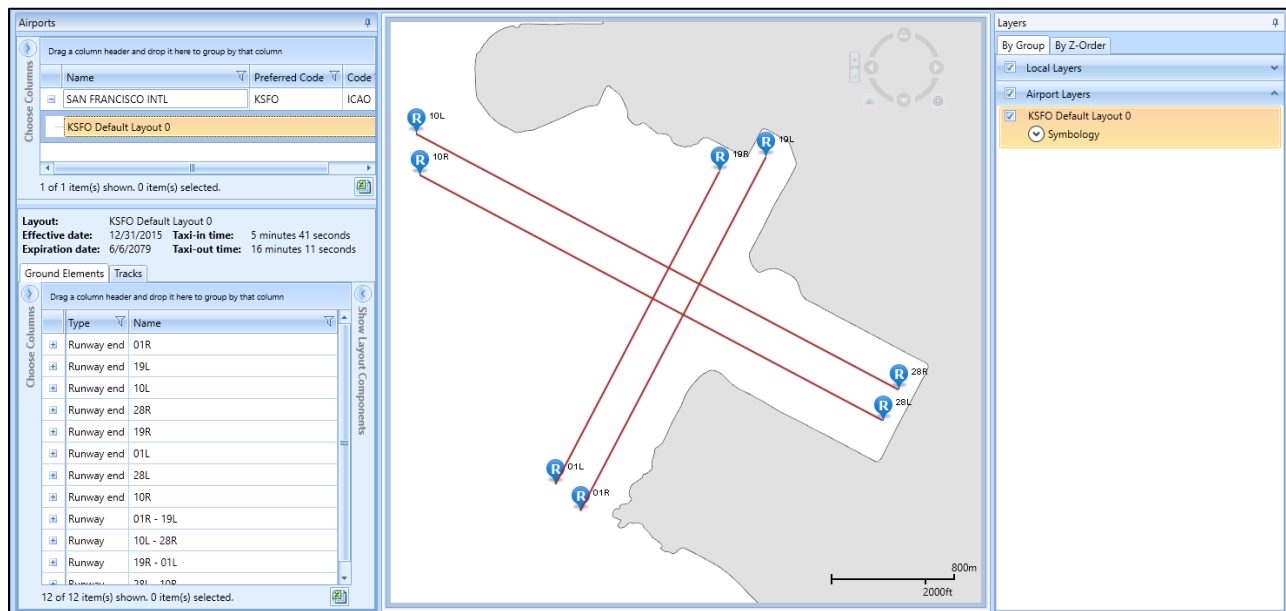 Airports
Choose Columns
Drag a column header and drop it here to group by that column
Name Preferred Code Code
SAN FRANCISCO INTL KSFO ICAO
KSFO Default Layout 0
1 of 1 item(s) shown. 0 item(s) selected.
Layout: KSFO Default Layout 0
Effective date: 12/31/2015 Taxi-in time: 5 minutes 41 seconds
Expiration date: 6/6/2079 Taxi-out time: 16 minutes 11 seconds
Ground Elements Tracks
Choose Columns
Drag a column header and drop it here to group by that column
Show Layout Components
Type Name
Runway end 01R
Runway end 19L
Runway end 10L
Runway end 28R
Runway end 19R
Runway end 01L
Runway end 28L
Runway end 10R
Runway 01R - 19L
Runway 10L - 28R
Runway 19R - 01L
Runway 28L - 10R
12 of 12 item(s) shown. 0 item(s) selected.
R 10L
R 10R
R 19R
R 19L
R 28R
R 28L
R 01L
R 01R
800m
2000ft
Layers
By Group By Z-Order
Local Layers
Airport Layers
KSFO Default Layout 0
Symbology